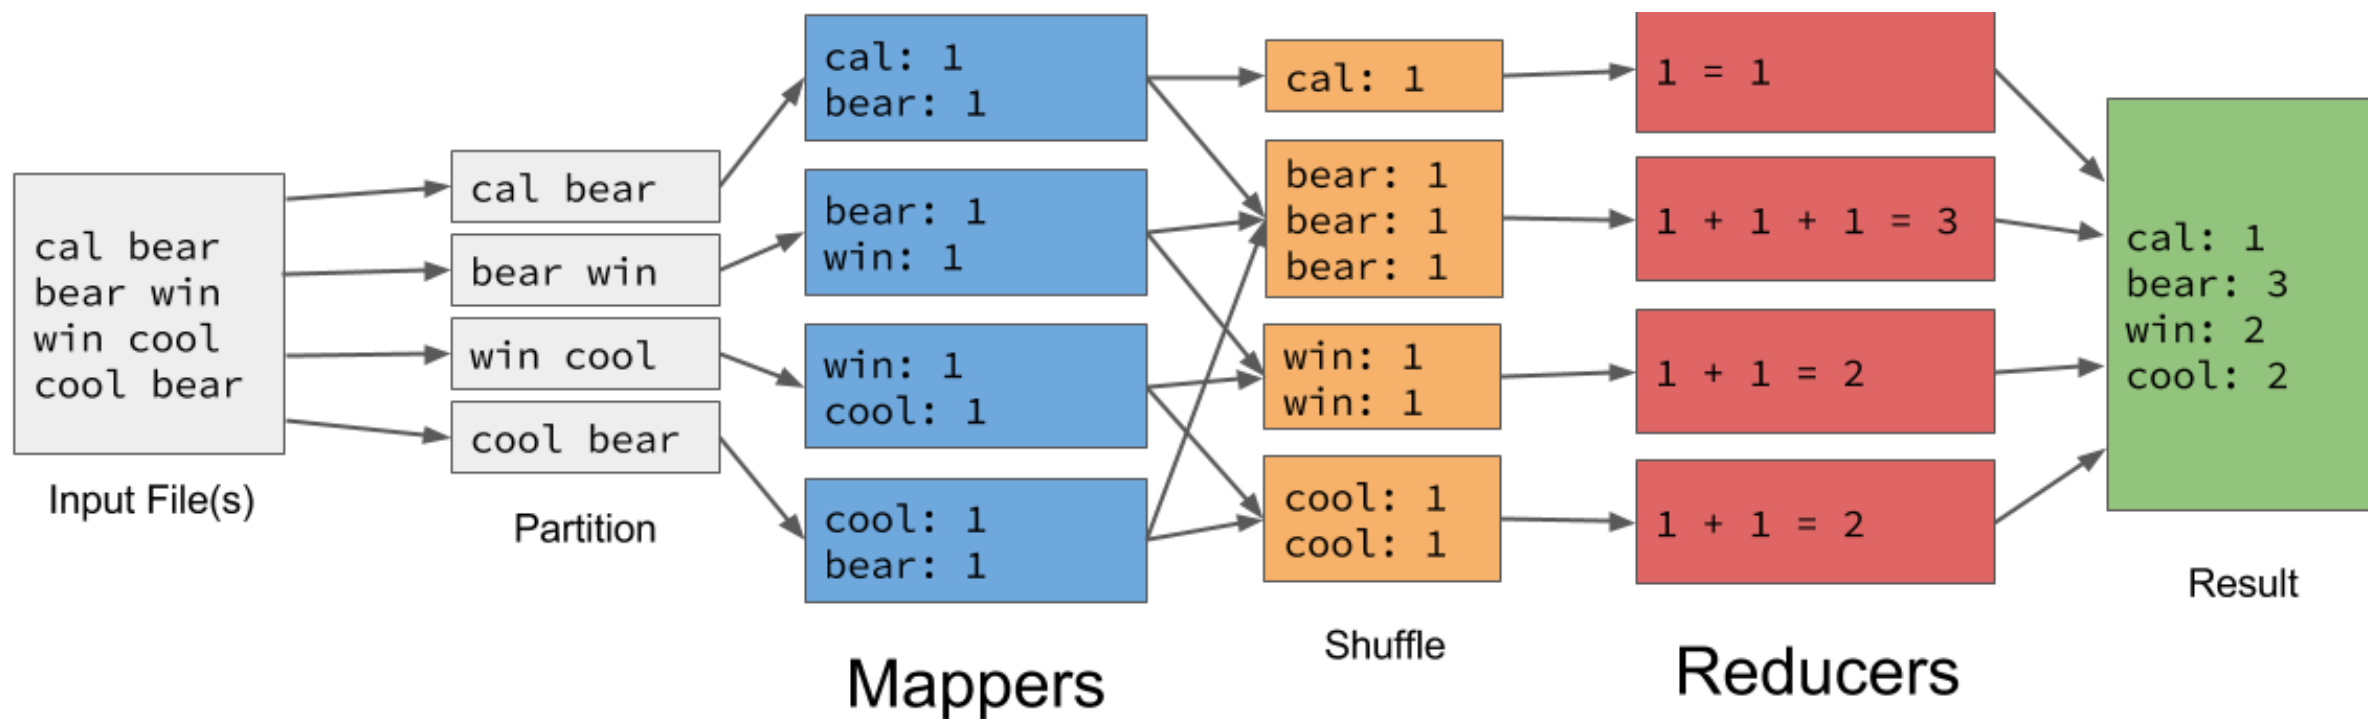 cal bear
bear win
win cool
cool bear
Input File(s)
cal bear
bear win
win cool
cool bear
Partition
cal: 1
bear: 1
bear: 1
win: 1
win: 1
cool: 1
cool: 1
bear: 1
Mappers
cal: 1
bear: 1
bear: 1
bear: 1
win: 1
win: 1
cool: 1
cool: 1
Shuffle
1 = 1
1 + 1 + 1 = 3
1 + 1 = 2
1 + 1 = 2
Reducers
cal: 1
bear: 3
win: 2
cool: 2
Result